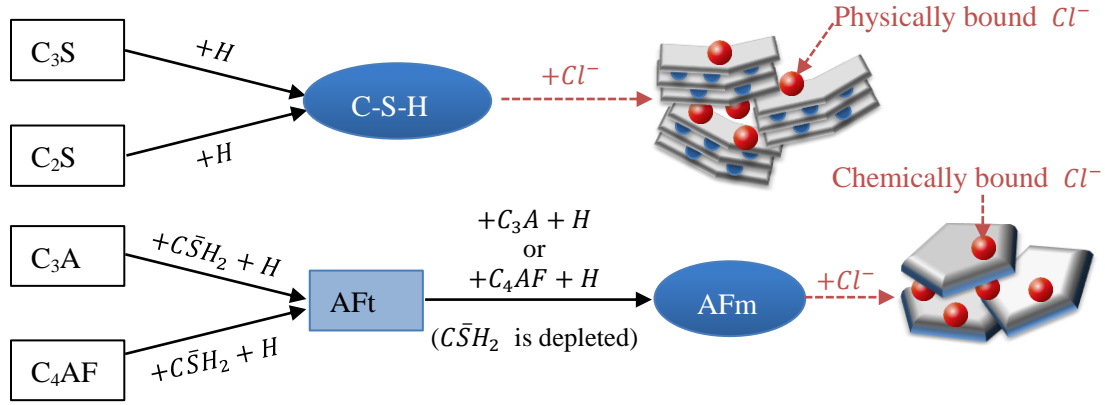 Physically bound Cl⁻
C₃S
+H
C-S-H
+Cl⁻
C₂S
+H
Chemically bound Cl⁻
C₃A
+CS̄H₂ + H
+C₃A + H
or
+C₄AF + H
AFt
AFm
+Cl⁻
(CS̄H₂ is depleted)
C₄AF
+CS̄H₂ + H